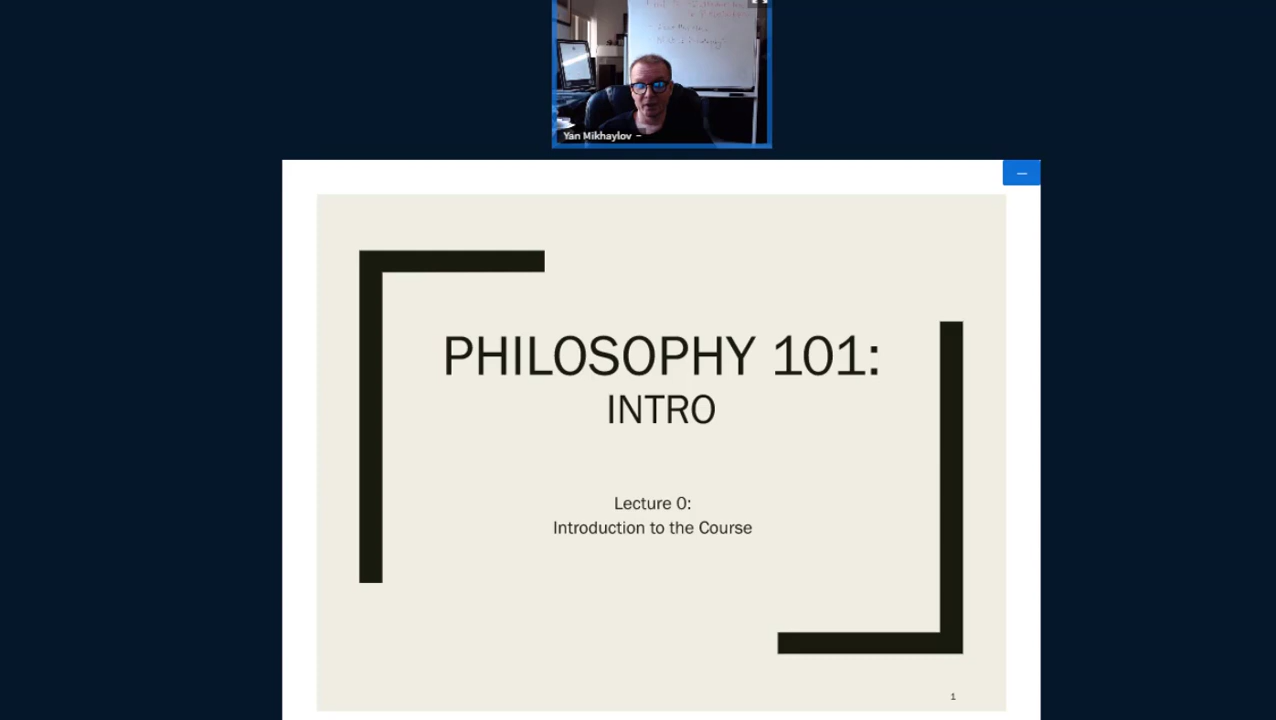 Yan Mikhaylov
PHILOSOPHY 101:
INTRO
Lecture 0:
Introduction to the Course
1